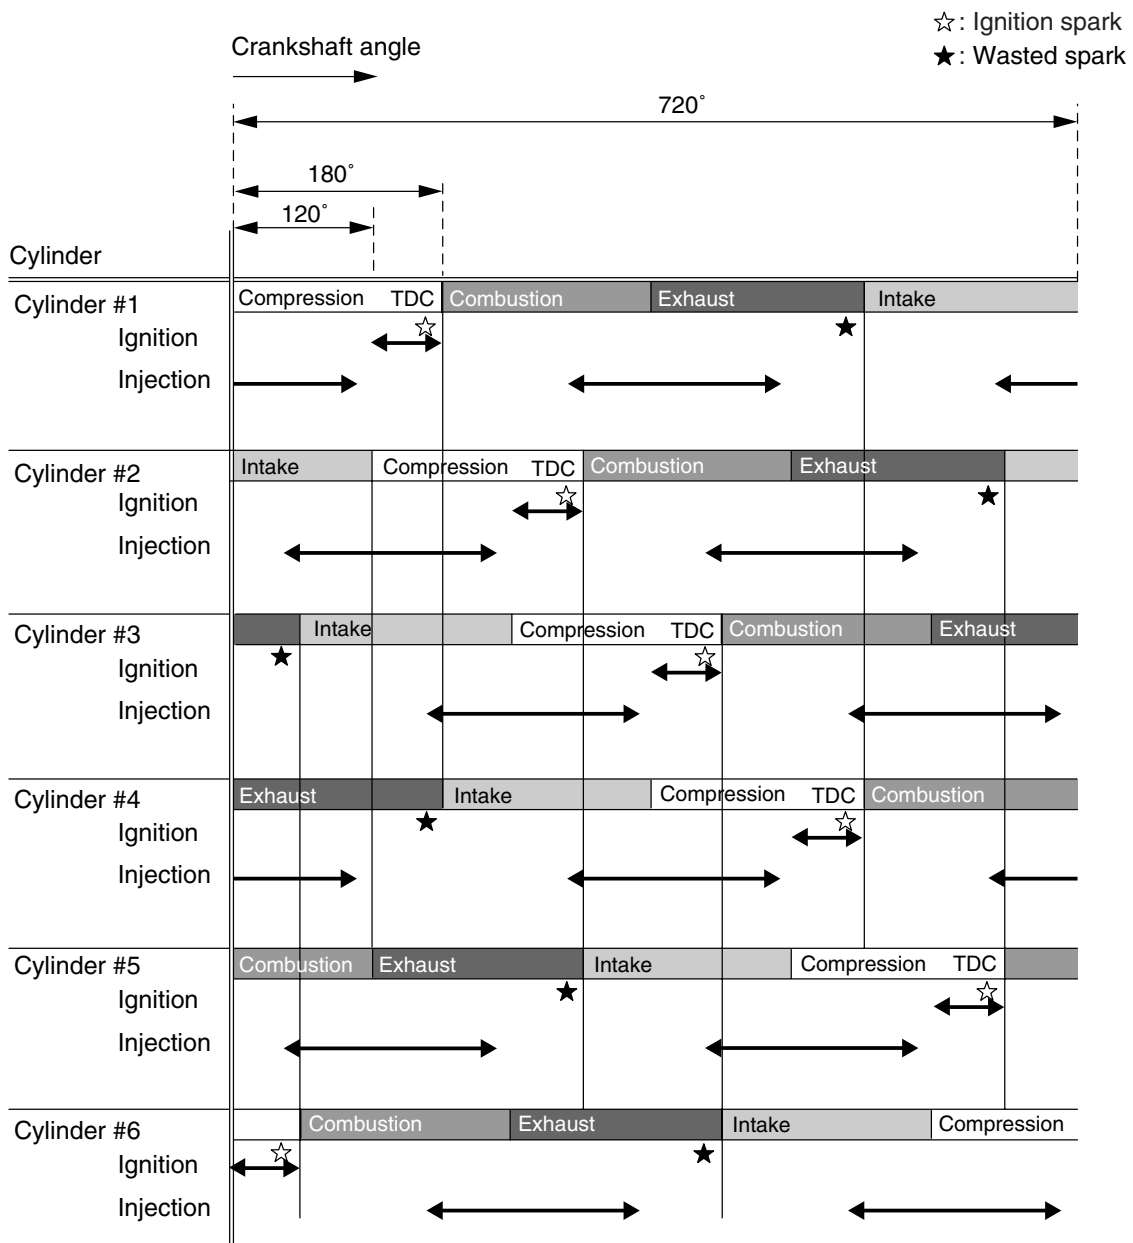 ☆: Ignition spark
Crankshaft angle
★: Wasted spark
720˚
180˚
120˚
Cylinder
Cylinder #1
Compression TDC Combustion Exhaust Intake
Ignition
Injection
Cylinder #2
Intake Compression TDC Combustion Exhaust
Ignition
Injection
Cylinder #3
Intake Compression TDC Combustion Exhaust
Ignition
Injection
Cylinder #4
Exhaust Intake Compression TDC Combustion
Ignition
Injection
Cylinder #5
Combustion Exhaust Intake Compression TDC
Ignition
Injection
Cylinder #6
Combustion Exhaust Intake Compression
Ignition
Injection